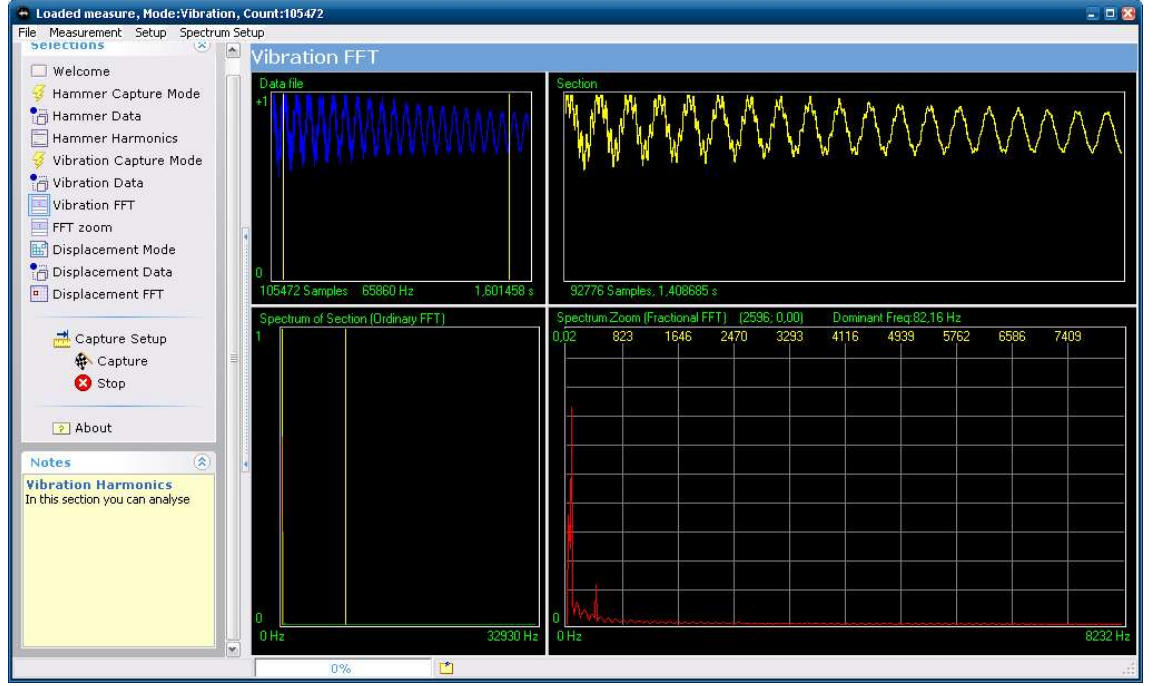 Loaded measure, Mode:Vibration, Count:105472
File Measurement Setup Spectrum Setup
Selections
Welcome
Hammer Capture Mode
Hammer Data
Hammer Harmonics
Vibration Capture Mode
Vibration Data
Vibration FFT
FFT zoom
Displacement Mode
Displacement Data
Displacement FFT
Capture Setup
Capture
Stop
About
Notes
Vibration Harmonics
In this section you can analyse
Vibration FFT
Data file
+1
0
105472 Samples 65860 Hz 1,601458 s
Section
92776 Samples, 1,408685 s
Spectrum of Section (Ordinary FFT)
1
0
0 Hz 32930 Hz
Spectrum Zoom (Fractional FFT) (2596; 0,00) Dominant Freq:82,16 Hz
0,02 823 1646 2470 3293 4116 4939 5762 6586 7409
0
0 Hz 8232 Hz
0%